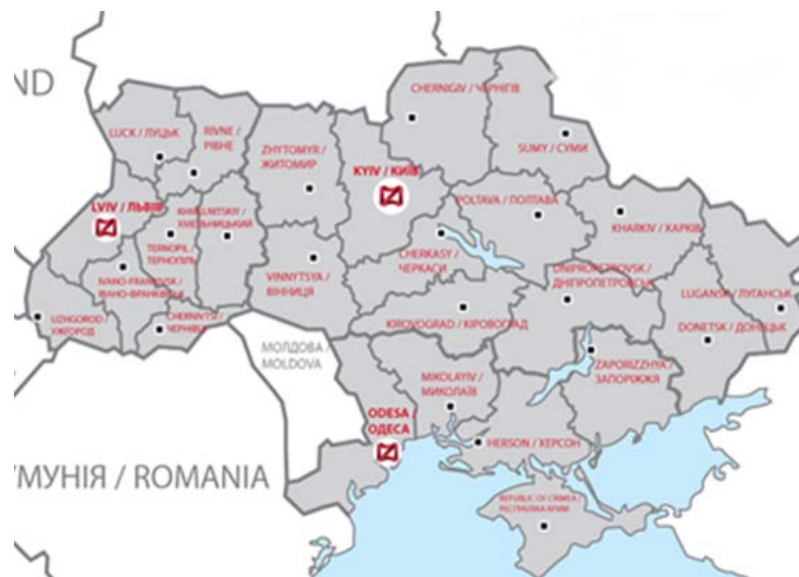 ND
CHERNIGIV / ЧЕРНІГІВ
LUCK / ЛУЦЬК
RIVNE /
РІВНЕ
ZHYTOMYR /
ЖИТОМИР
SUMY / СУМИ
KYIV / КИЇВ
LVIV / ЛЬВІВ
POLTAVA / ПОЛТАВА
KHMELNITSKIY /
ХМЕЛЬНИЦЬКИЙ
KHARKIV / ХАРКІВ
TERNOPIL /
ТЕРНОПІЛЬ
CHERKASY /
ЧЕРКАСИ
VINNYTSYA /
ВІННИЦЯ
IVANO-FRANKIVSK /
ІВАНО-ФРАНКІВСЬК
DNIPROPETROVSK /
ДНІПРОПЕТРОВСЬК
LUGANSK / ЛУГАНСЬК
UZHGOROD /
УЖГОРОД
CHERNIVTSI /
ЧЕРНІВЦІ
KIROVOGRAD / КІРОВОГРАД
DONETSK / ДОНЕЦЬК
МОЛДОВА /
MOLDOVA
ZAPORIZZHYA /
ЗАПОРІЖЖЯ
MIKOLAYIV /
МИКОЛАЇВ
ODESA /
ОДЕСА
HERSON / ХЕРСОН
УМУНІЯ / ROMANIA
REPUBLIC OF CRIMEA /
РЕСПУБЛІКА КРИМ